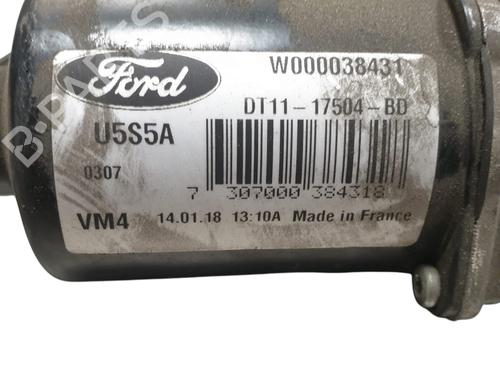 Ford
W000038431
DT11-17504-BD
U5S5A
0307
7 307000 384318
VM4 14.01.18 13:10A Made in France
B-PARTS